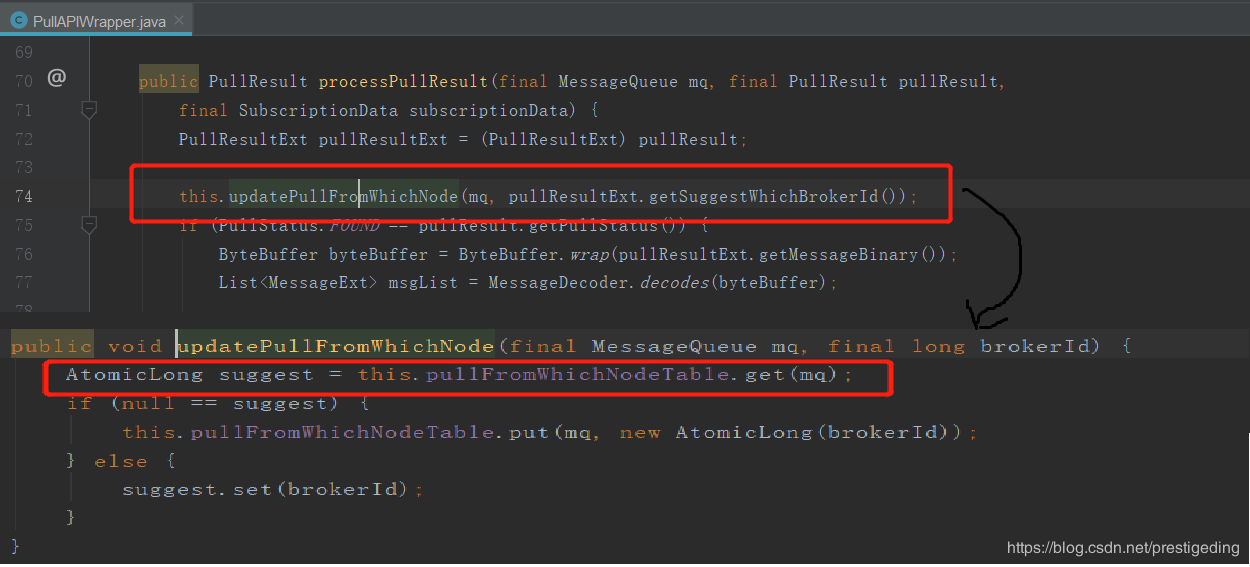 PullAPIWrapper.java
69
70 @ public PullResult processPullResult(final MessageQueue mq, final PullResult pullResult,
71 final SubscriptionData subscriptionData) {
72 PullResultExt pullResultExt = (PullResultExt) pullResult;
73
74 this.updatePullFromWhichNode(mq, pullResultExt.getSuggestWhichBrokerId());
75 if (PullStatus.FOUND == pullResult.getPullStatus()) {
76 ByteBuffer byteBuffer = ByteBuffer.wrap(pullResultExt.getMessageBinary());
77 List<MessageExt> msgList = MessageDecoder.decodes(byteBuffer);
78
public void updatePullFromWhichNode(final MessageQueue mq, final long brokerId) {
AtomicLong suggest = this.pullFromWhichNodeTable.get(mq);
if (null == suggest) {
this.pullFromWhichNodeTable.put(mq, new AtomicLong(brokerId));
} else {
suggest.set(brokerId);
}
}
https://blog.csdn.net/prestigeding